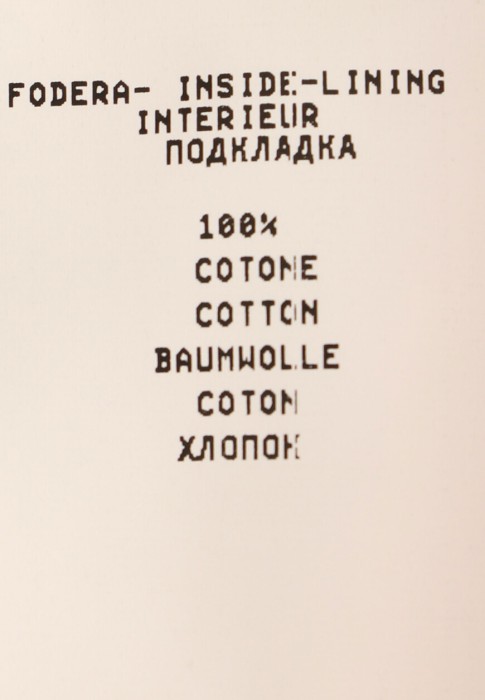 FODERA- INSIDE-LINING
INTERIEUR
ПОДКЛАДКА
100%
COTONE
COTTON
BAUMWOLLE
COTON
ХЛОПОК